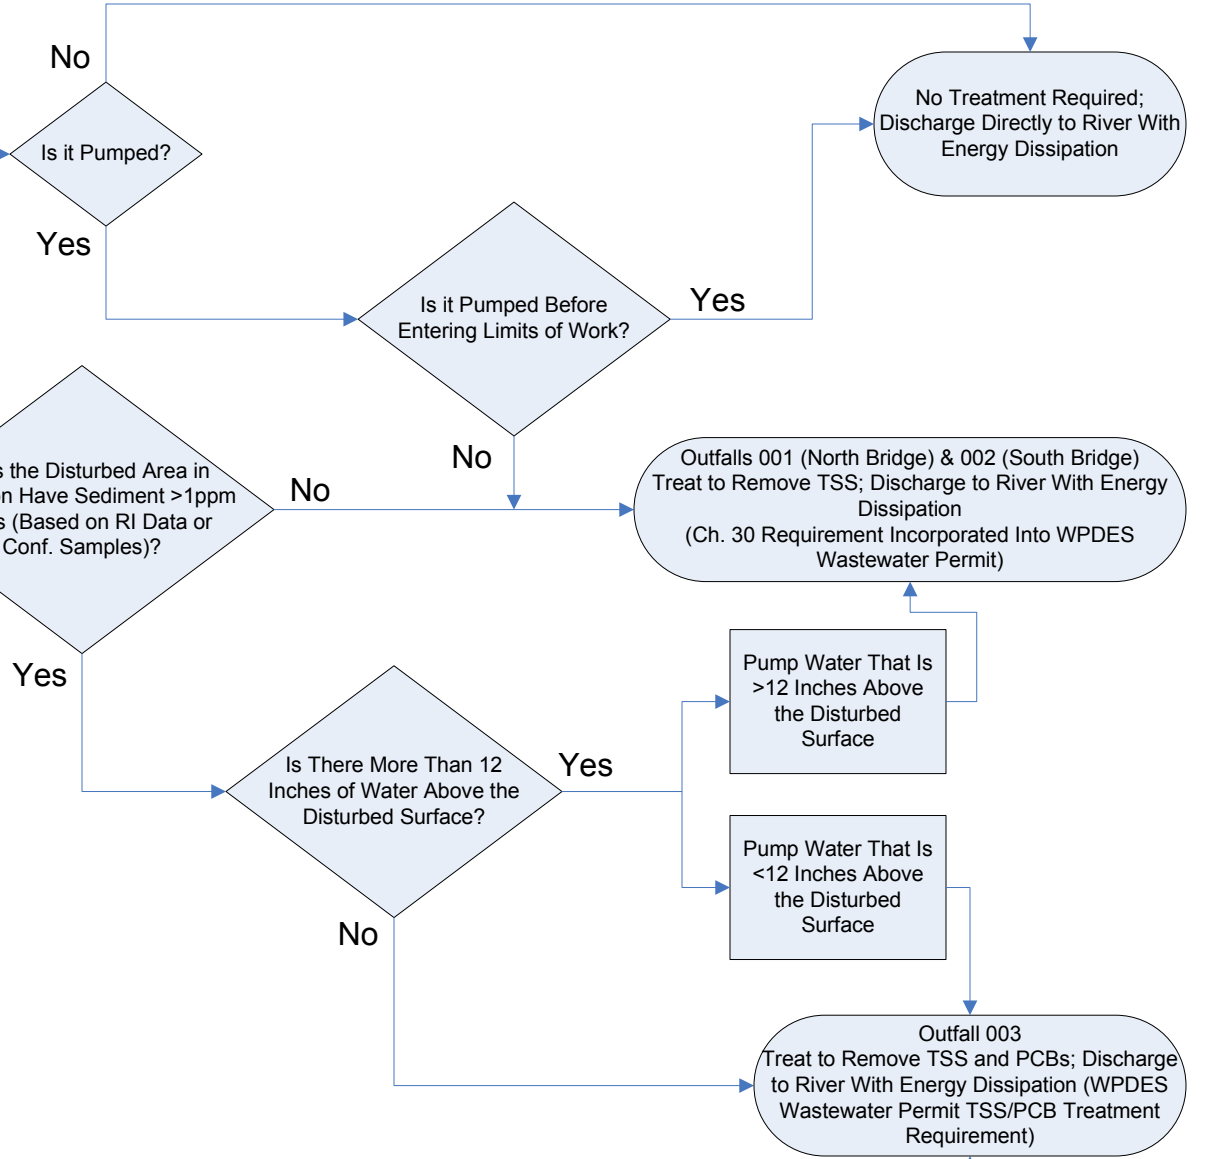 No
Is it Pumped?
Yes
No Treatment Required;
Discharge Directly to River With
Energy Dissipation
Is it Pumped Before
Entering Limits of Work?
Yes
No
the Disturbed Area in
Have Sediment >1ppm
(Based on RI Data or
Conf. Samples)?
No
Yes
Outfalls 001 (North Bridge) & 002 (South Bridge)
Treat to Remove TSS; Discharge to River With Energy
Dissipation
(Ch. 30 Requirement Incorporated Into WPDES
Wastewater Permit)
Is There More Than 12
Inches of Water Above the
Disturbed Surface?
Yes
No
Pump Water That Is
>12 Inches Above
the Disturbed
Surface
Pump Water That Is
<12 Inches Above
the Disturbed
Surface
Outfall 003
Treat to Remove TSS and PCBs; Discharge
to River With Energy Dissipation (WPDES
Wastewater Permit TSS/PCB Treatment
Requirement)